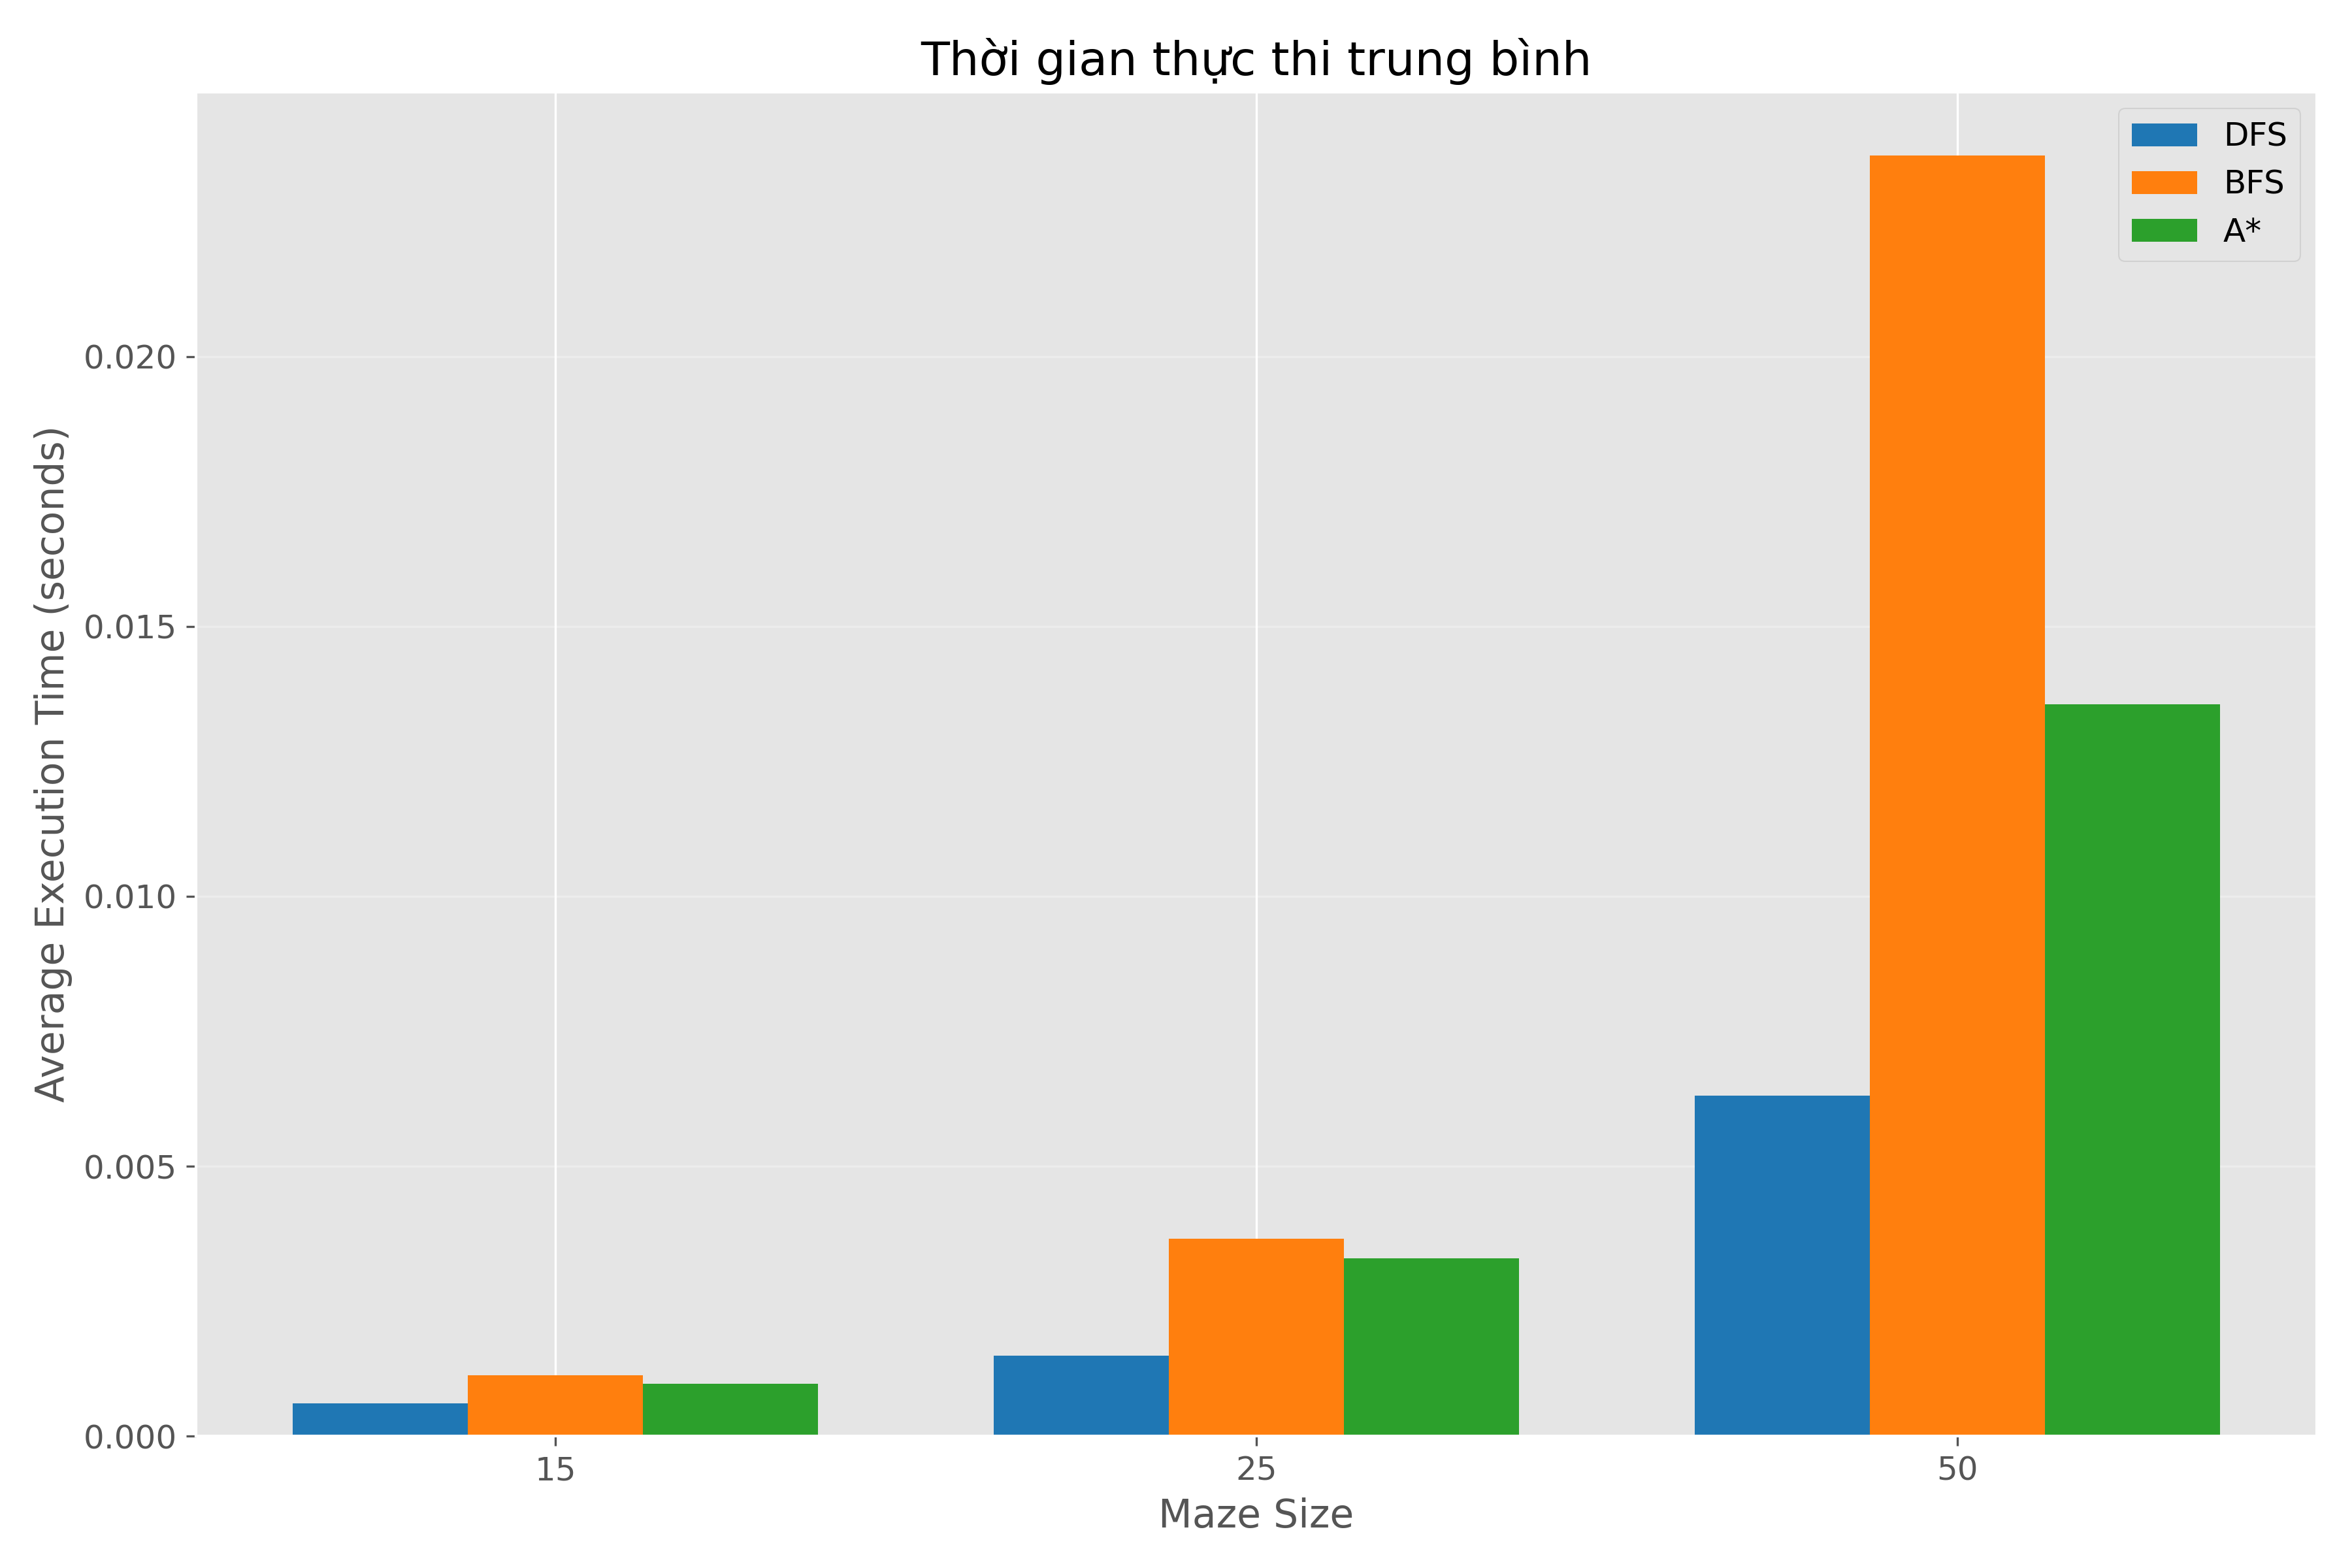 Thời gian thực thi trung bình
DFS
BFS
A*
0.020
0.015
0.010
0.005
0.000
Average Execution Time (seconds)
15
25
50
Maze Size